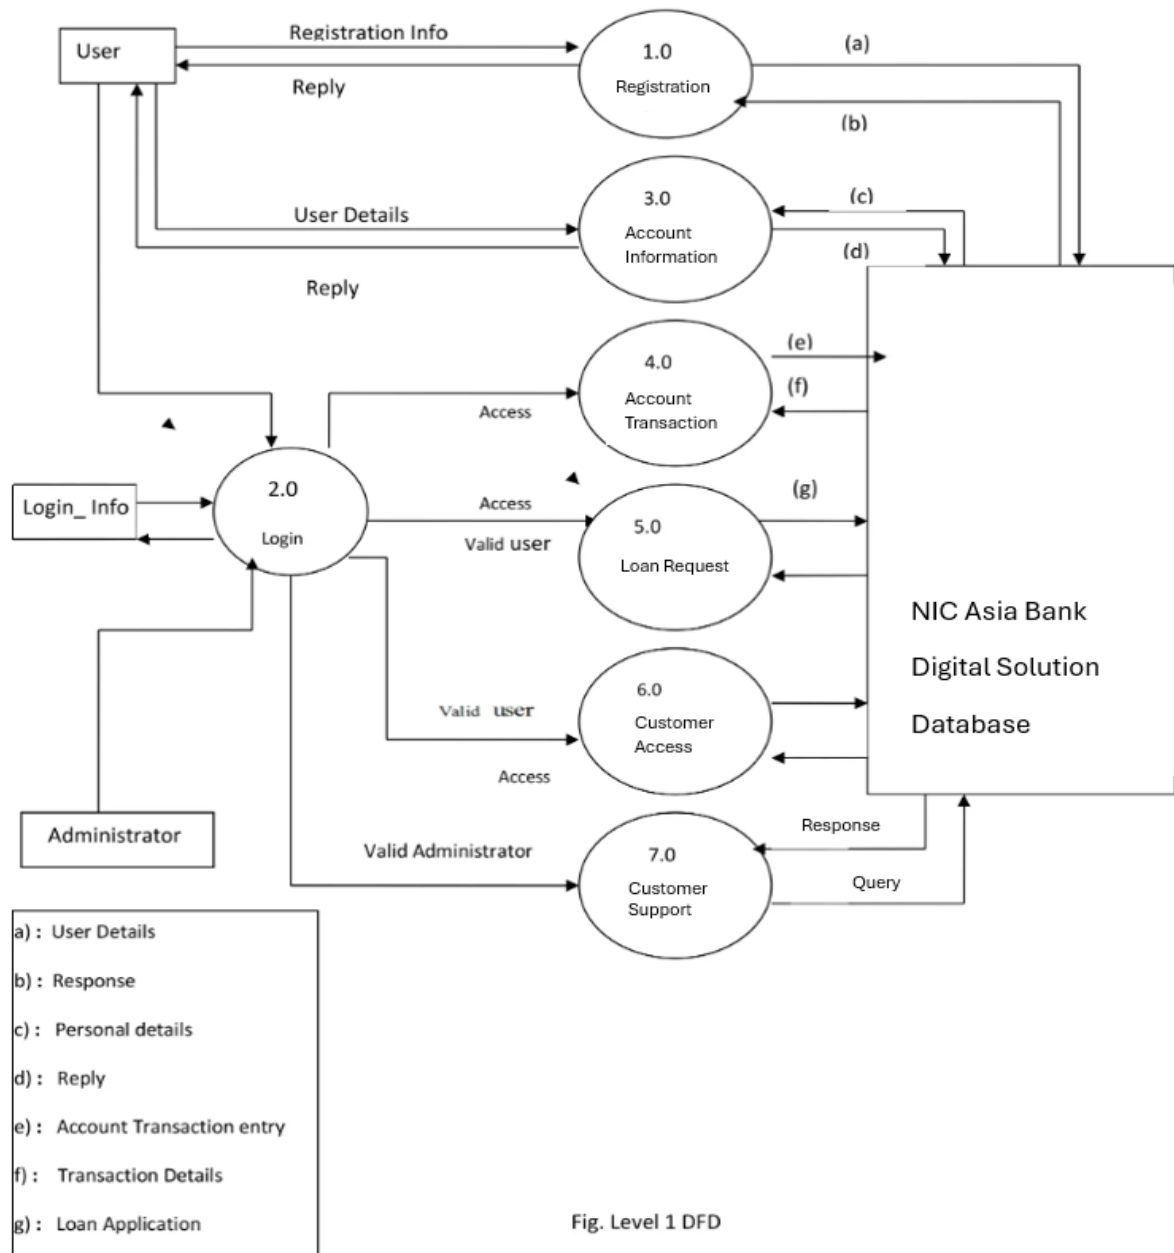 User
Registration Info
Reply
1.0
Registration
(a)
(b)
User Details
Reply
3.0
Account
Information
(c)
(d)
4.0
Account
Transaction
(e)
(f)
Access
Login_ Info
2.0
Login
Access
Valid user
5.0
Loan Request
(g)
NIC Asia Bank
Digital Solution
Database
Valid user
Access
6.0
Customer
Access
Administrator
Valid Administrator
7.0
Customer
Support
Response
Query
a) : User Details
b) : Response
c) : Personal details
d) : Reply
e) : Account Transaction entry
f) : Transaction Details
g) : Loan Application
Fig. Level 1 DFD